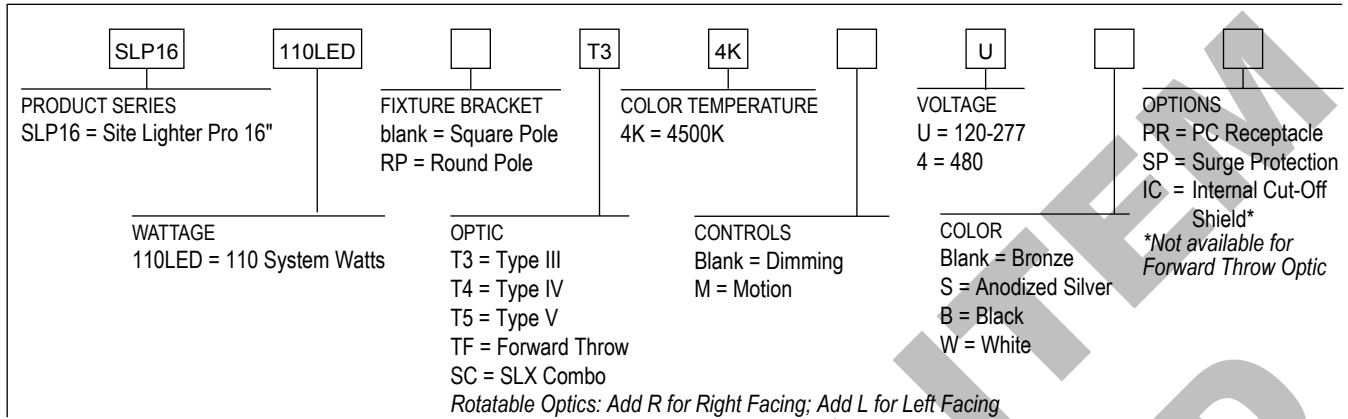 SLP16 110LED T3 4K U
PRODUCT SERIES
SLP16 = Site Lighter Pro 16"
WATTAGE
110LED = 110 System Watts
FIXTURE BRACKET
blank = Square Pole
RP = Round Pole
OPTIC
T3 = Type III
T4 = Type IV
T5 = Type V
TF = Forward Throw
SC = SLX Combo
Rotatable Optics: Add R for Right Facing; Add L for Left Facing
COLOR TEMPERATURE
4K = 4500K
CONTROLS
Blank = Dimming
M = Motion
VOLTAGE
U = 120-277
4 = 480
COLOR
Blank = Bronze
S = Anodized Silver
B = Black
W = White
OPTIONS
PR = PC Receptacle
SP = Surge Protection
IC = Internal Cut-Off
Shield*
*Not available for
Forward Throw Optic
ITEM